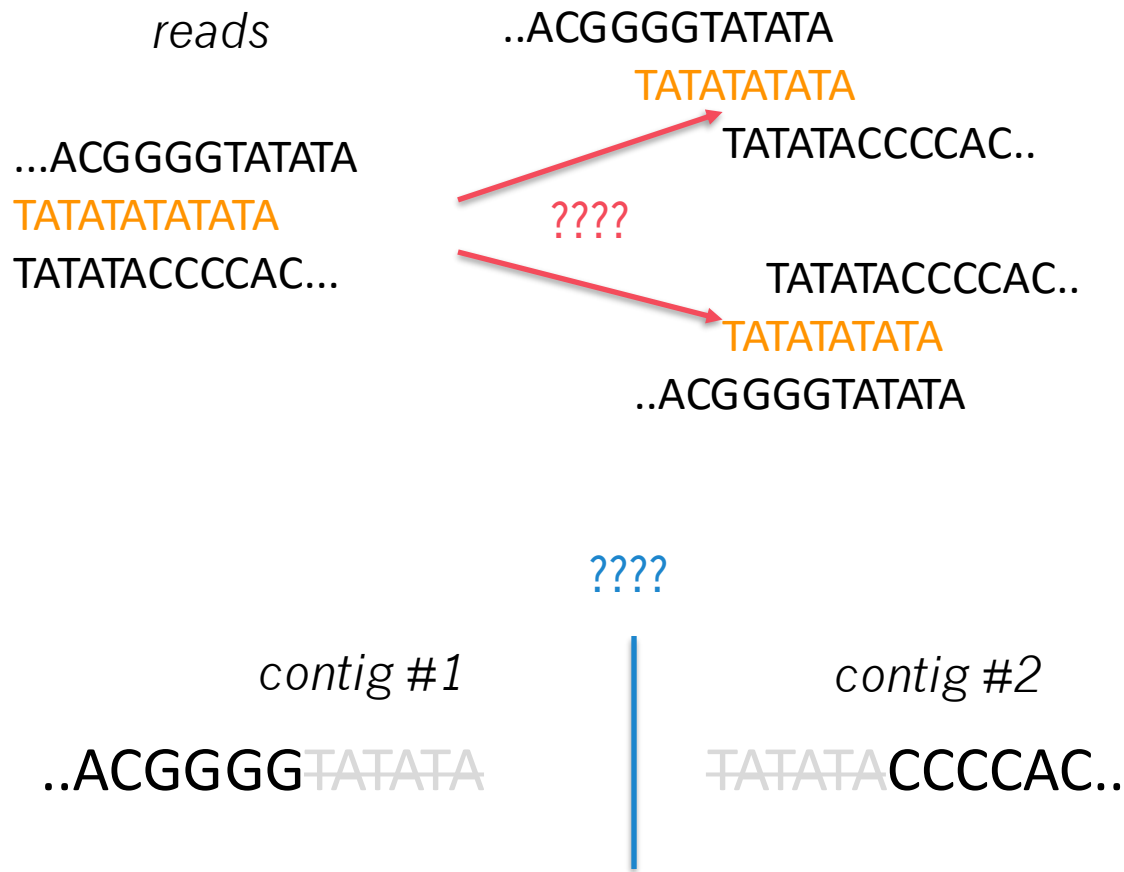 reads
...ACGGGGTATATA
TATATATATATA
TATATACCCCAC...
..ACGGGGTATATA
TATATATATA
TATATACCCCAC..
????
TATATACCCCAC..
TATATATATA
..ACGGGGTATATA
????
contig #1
contig #2
..ACGGGGTATATA
TATATACCCCAC..